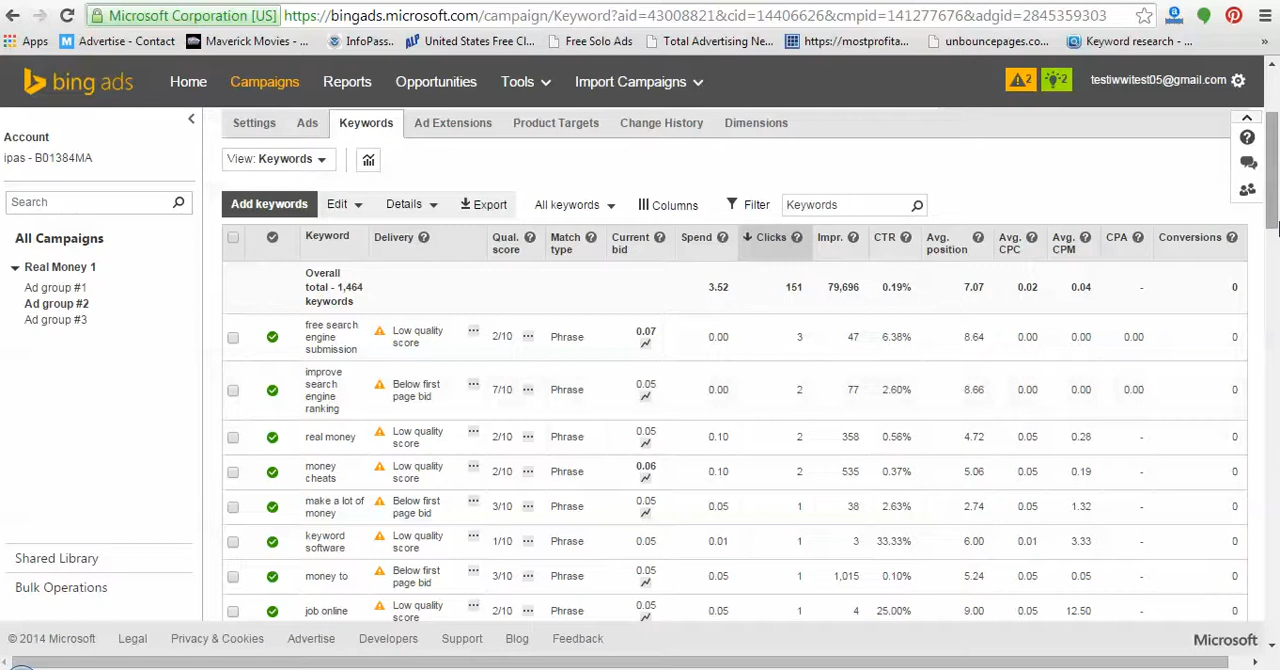 Microsoft Corporation [US] https://bingads.microsoft.com/campaign/Keyword?aid=43008821&cid=14406626&cmpid=141277676&adgid=2845359303
Apps Advertise - Contact Maverick Movies - ... InfoPass. United States Free Cl... Free Solo Ads Total Advertising Ne... https://mostprofita... unbouncepages.co... Keyword research - ... »
bing ads Home Campaigns Reports Opportunities Tools Import Campaigns 2 2 testiwwitest05@gmail.com
Settings Ads Keywords Ad Extensions Product Targets Change History Dimensions
Account
ipas - B01384MA
View: Keywords
Search
Add keywords Edit Details Export All keywords Columns Filter Keywords
All Campaigns
Real Money 1
Ad group #1
Ad group #2
Ad group #3
Shared Library
Bulk Operations
Keyword Delivery Qual. score Match type Current bid Spend Clicks Impr. CTR Avg. position Avg. CPC Avg. CPM CPA Conversions
Overall total - 1,464 keywords 3.52 151 79,696 0.19% 7.07 0.02 0.04 - 0
free search engine submission Low quality score ... 2/10 ... Phrase 0.07 0.00 3 47 6.38% 8.64 0.00 0.00 0.00 0
improve search engine ranking Below first page bid ... 7/10 ... Phrase 0.05 0.00 2 77 2.60% 8.66 0.00 0.00 0.00 0
real money Low quality score ... 2/10 ... Phrase 0.05 0.10 2 358 0.56% 4.72 0.05 0.28 - 0
money cheats Low quality score ... 2/10 ... Phrase 0.06 0.10 2 535 0.37% 5.06 0.05 0.19 - 0
make a lot of money Below first page bid ... 3/10 ... Phrase 0.05 0.05 1 38 2.63% 2.74 0.05 1.32 - 0
keyword software Low quality score ... 1/10 ... Phrase 0.05 0.01 1 3 33.33% 6.00 0.01 3.33 - 0
money to Below first page bid ... 3/10 ... Phrase 0.05 0.05 1 1,015 0.10% 5.24 0.05 0.05 - 0
job online Low quality score ... 2/10 ... Phrase 0.05 0.05 1 4 25.00% 9.00 0.05 12.50 - 0
© 2014 Microsoft Legal Privacy & Cookies Advertise Developers Support Blog Feedback Microsoft